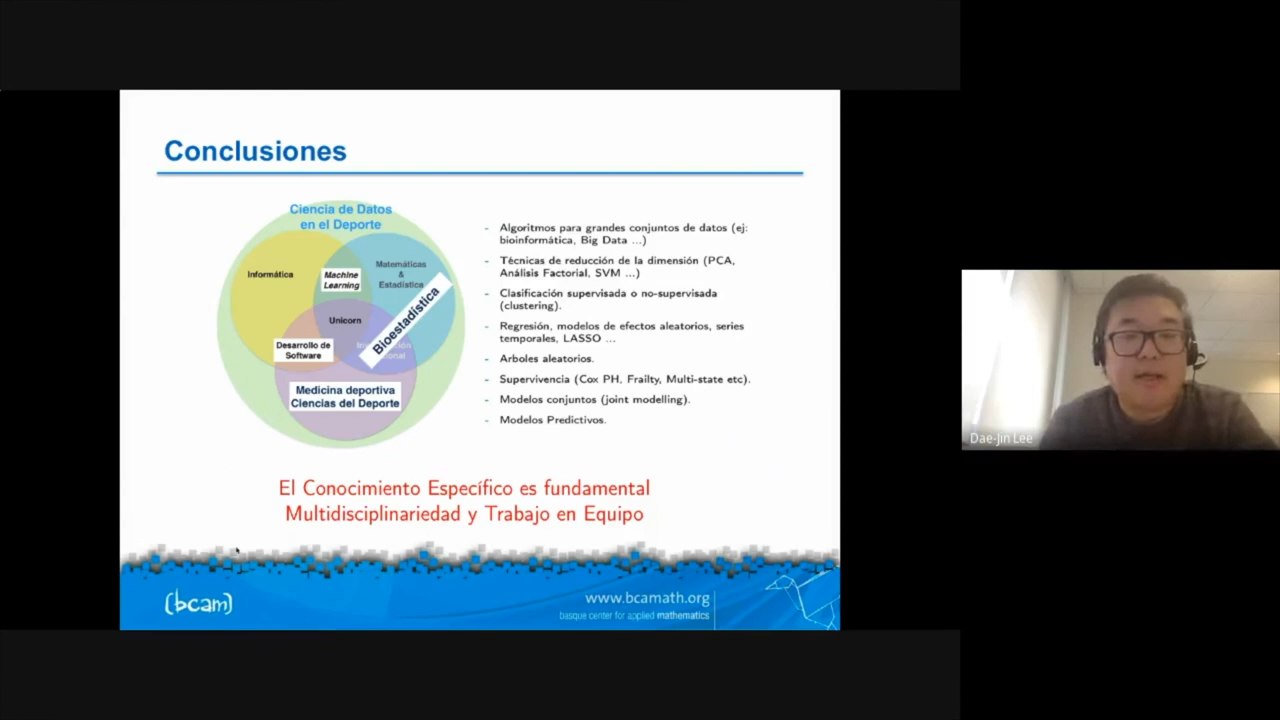 Conclusiones
Ciencia de Datos
en el Deporte
Informática
Machine
Learning
Matemáticas
&
Estadística
Unicorn
Bioestadística
Desarrollo de
Software
Medicina deportiva
Ciencias del Deporte
- Algoritmos para grandes conjuntos de datos (ej:
bioinformática, Big Data ...)
- Técnicas de reducción de la dimensión (PCA,
Análisis Factorial, SVM ...)
- Clasificación supervisada o no-supervisada
(clustering).
- Regresión, modelos de efectos aleatorios, series
temporales, LASSO ...
- Arboles aleatorios.
- Supervivencia (Cox PH, Frailty, Multi-state etc).
- Modelos conjuntos (joint modelling).
- Modelos Predictivos.
El Conocimiento Específico es fundamental
Multidisciplinariedad y Trabajo en Equipo
(bcam)
www.bcamath.org
basque center for applied mathematics
Dae-Jin Lee